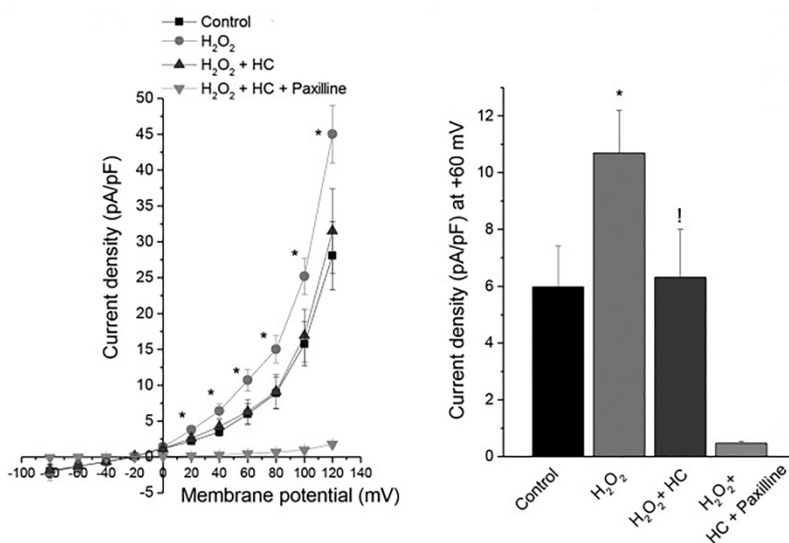 Control
H₂O₂
H₂O₂ + HC
H₂O₂ + HC + Paxilline
Current density (pA/pF)
50
45
40
35
30
25
20
15
10
5
0
-5
-100 -80 -60 -40 -20 0 20 40 60 80 100 120 140
Membrane potential (mV)
* * * * * *
Current density (pA/pF) at +60 mV
12
10
8
6
4
2
0
*
!
Control
H₂O₂
H₂O₂+ HC
H₂O₂+
HC + Paxilline